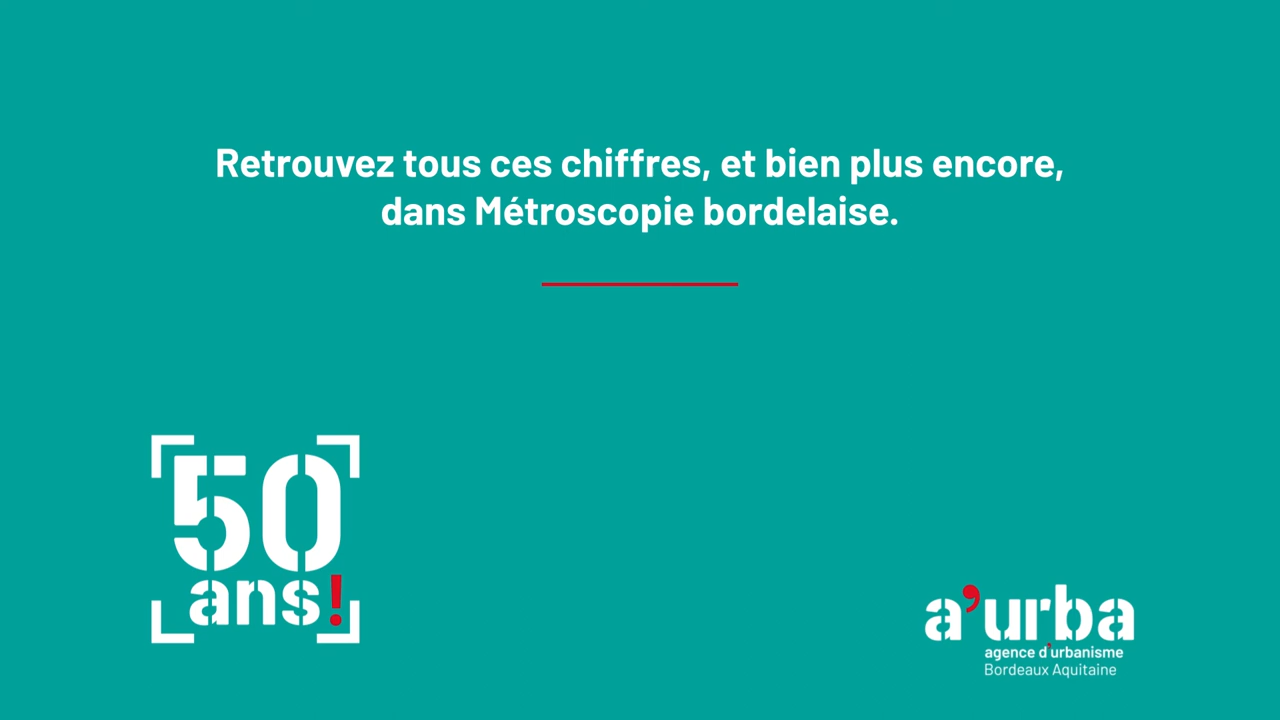 Retrouvez tous ces chiffres, et bien plus encore,
dans Métroscopie bordelaise.
50
ans!
a'urba
agence d'urbanisme
Bordeaux Aquitaine